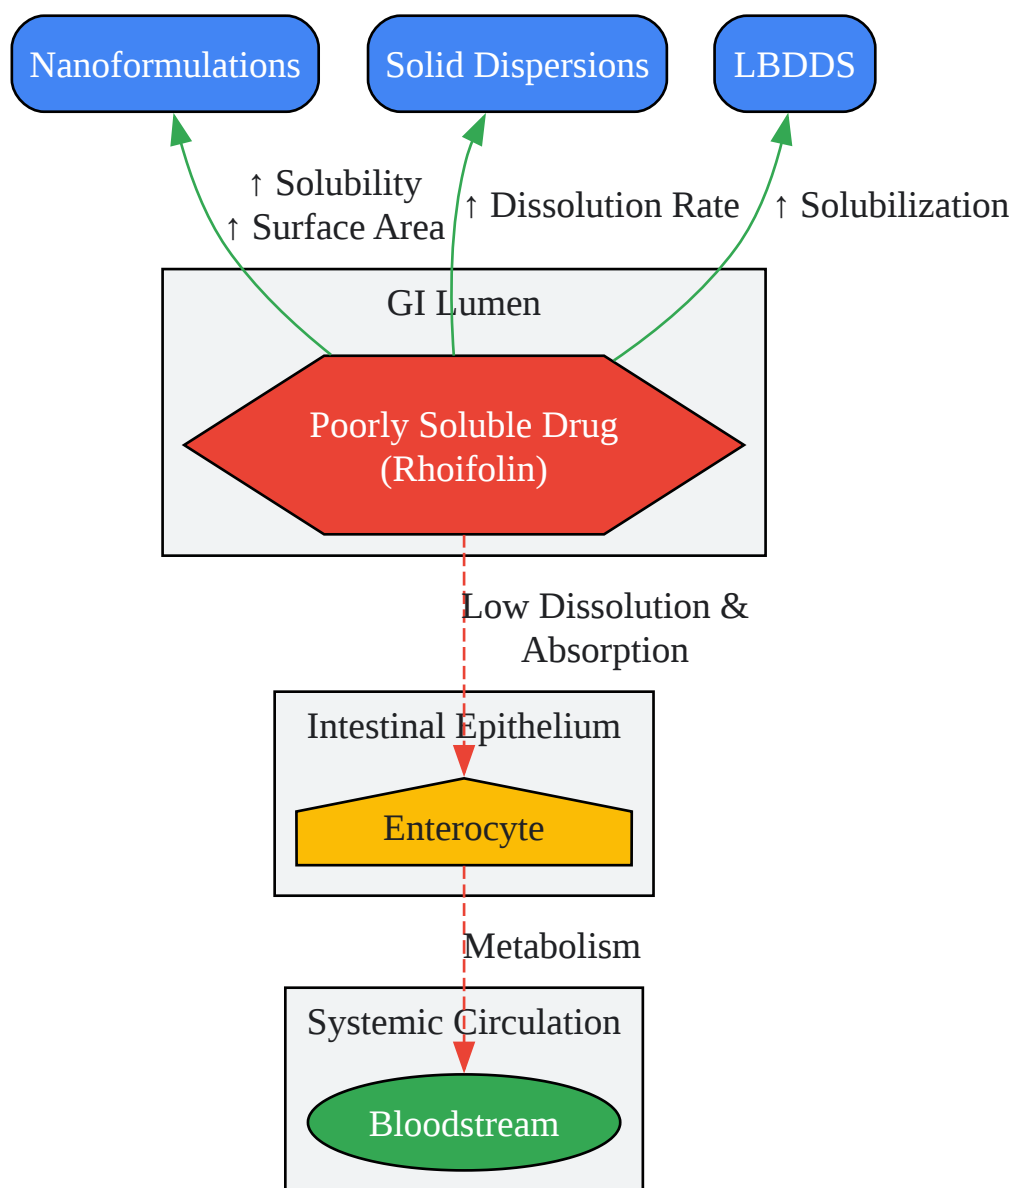 Nanoformulations
Solid Dispersions
LBDDS
↑ Solubility
↑ Surface Area
↑ Dissolution Rate
↑ Solubilization
GI Lumen
Poorly Soluble Drug
(Rhoifolin)
Low Dissolution &
Absorption
Intestinal Epithelium
Enterocyte
Metabolism
Systemic Circulation
Bloodstream